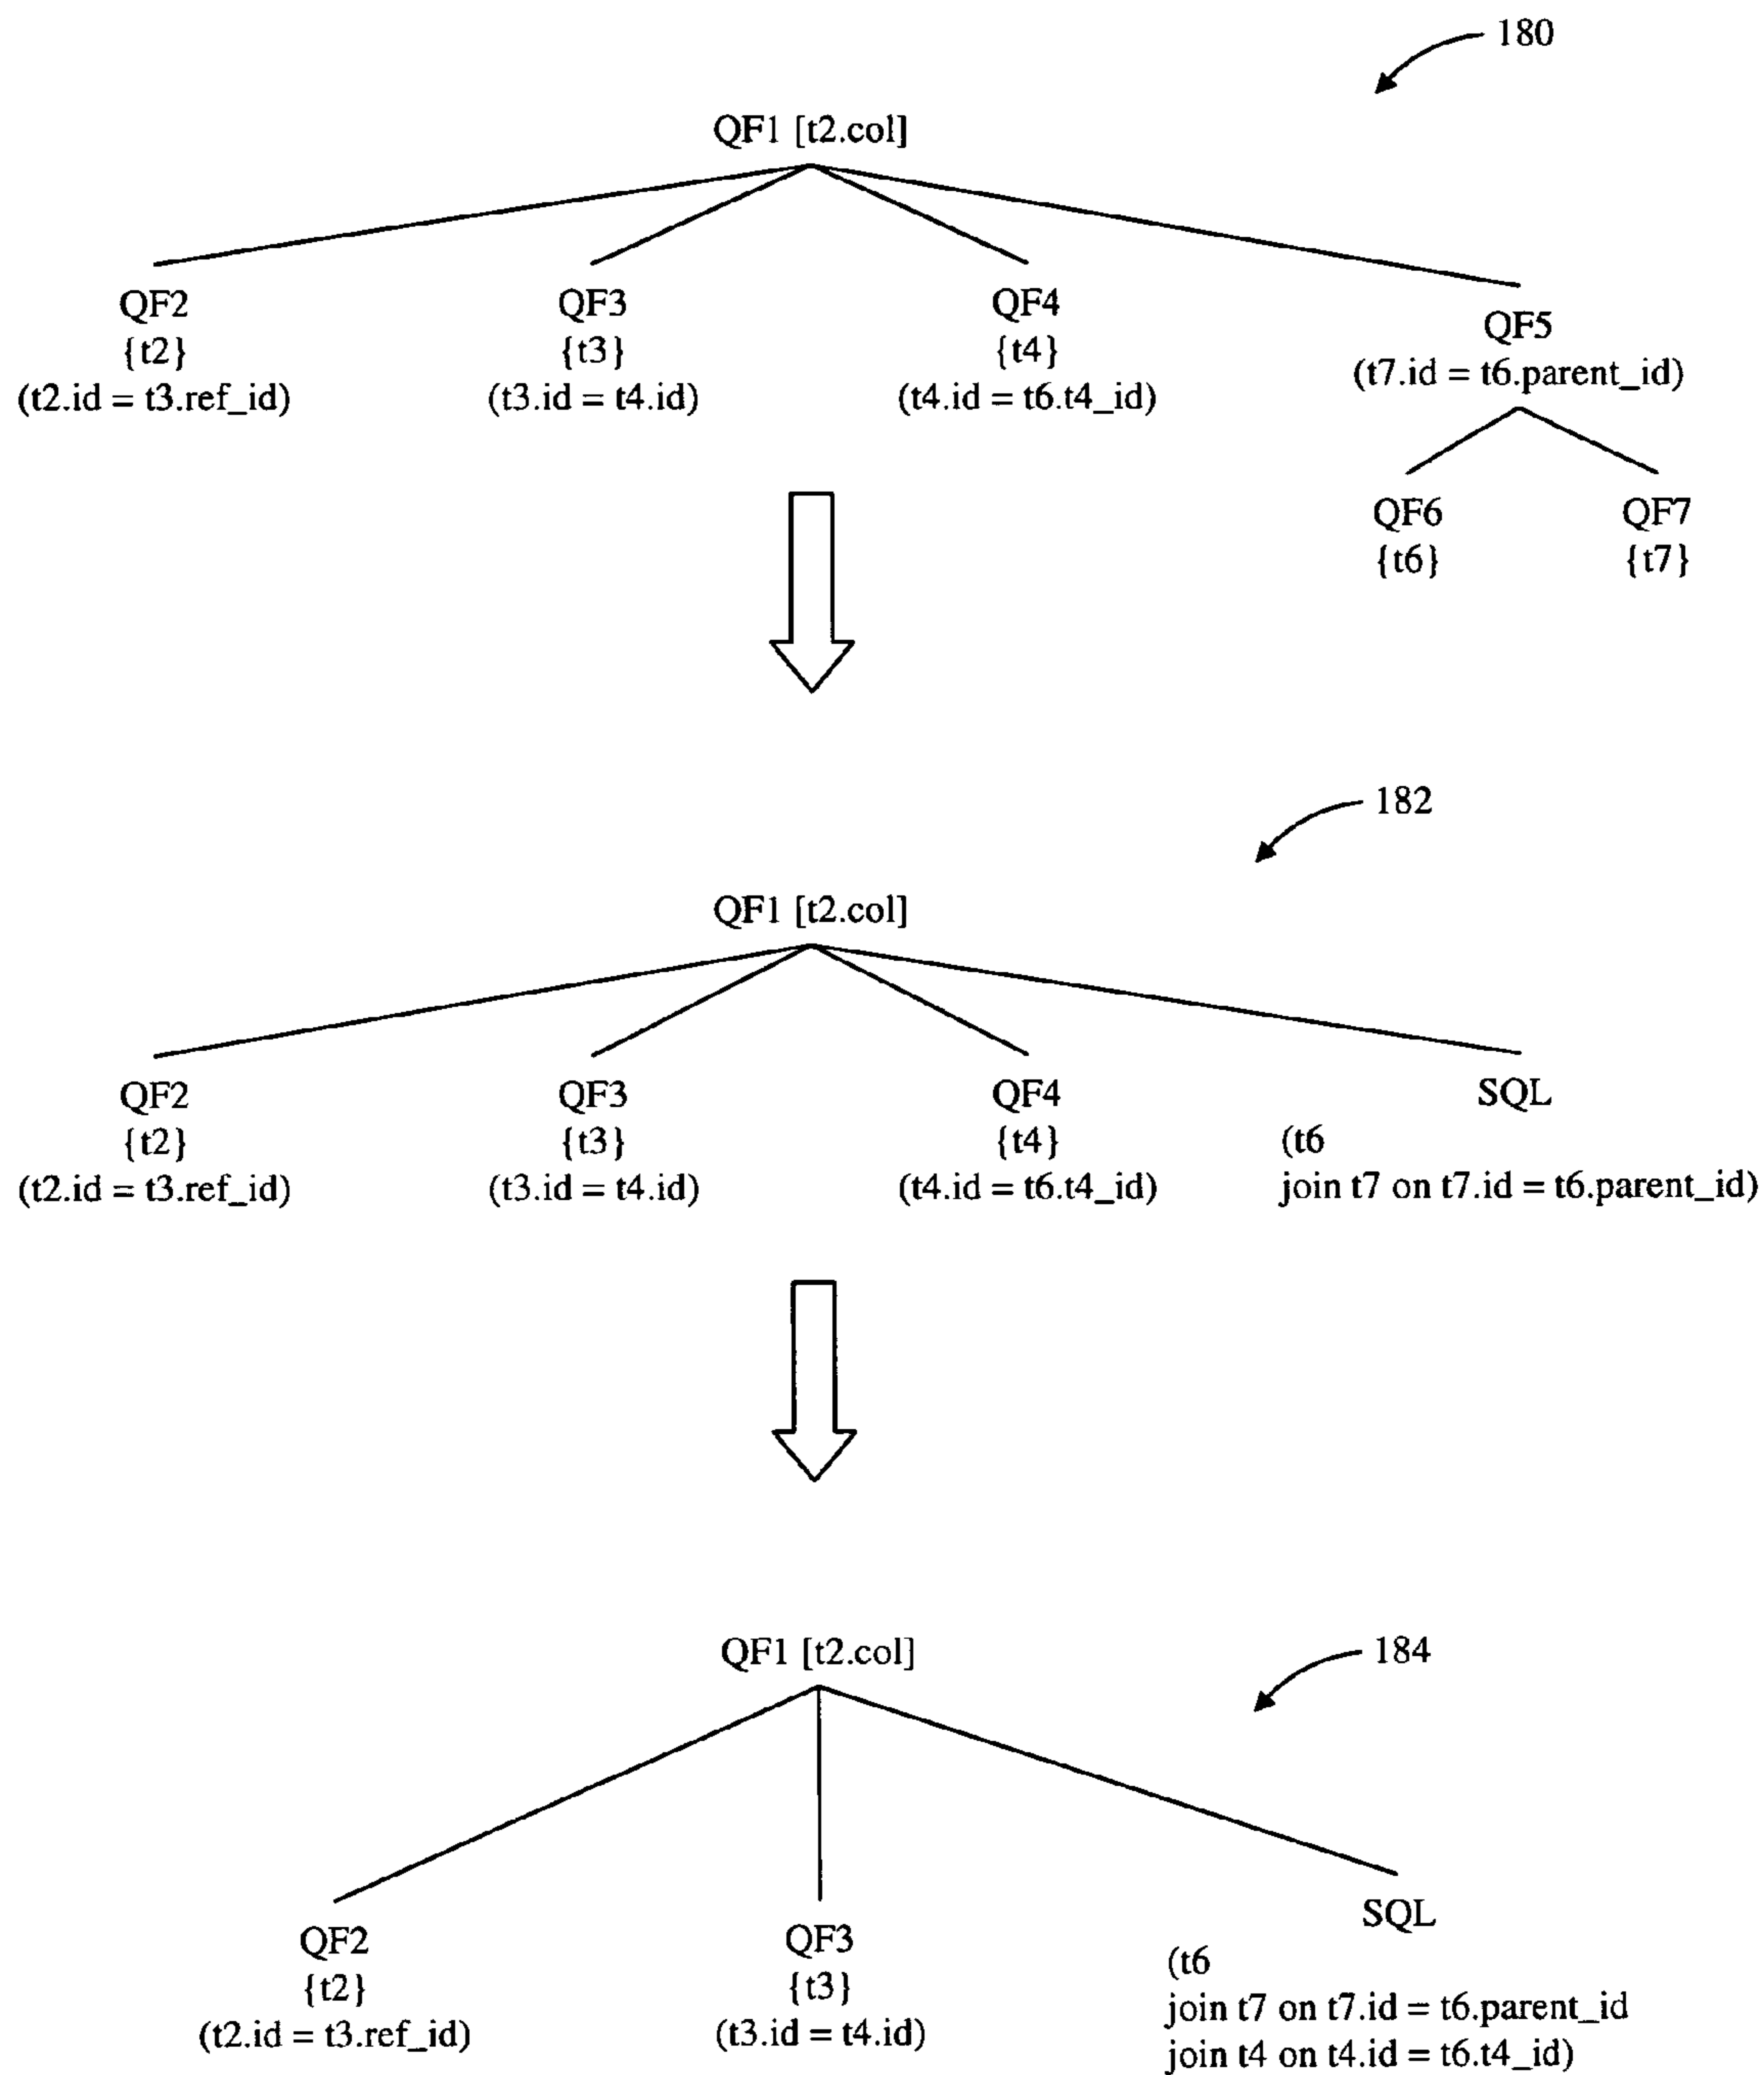 180
QF1 [t2.col]
QF2
{t2}
(t2.id = t3.ref_id)
QF3
{t3}
(t3.id = t4.id)
QF4
{t4}
(t4.id = t6.t4_id)
QF5
(t7.id = t6.parent_id)
QF6
{t6}
QF7
{t7}
182
QF1 [t2.col]
QF2
{t2}
(t2.id = t3.ref_id)
QF3
{t3}
(t3.id = t4.id)
QF4
{t4}
(t4.id = t6.t4_id)
SQL
(t6
join t7 on t7.id = t6.parent_id)
184
QF1 [t2.col]
QF2
{t2}
(t2.id = t3.ref_id)
QF3
{t3}
(t3.id = t4.id)
SQL
(t6
join t7 on t7.id = t6.parent_id
join t4 on t4.id = t6.t4_id)